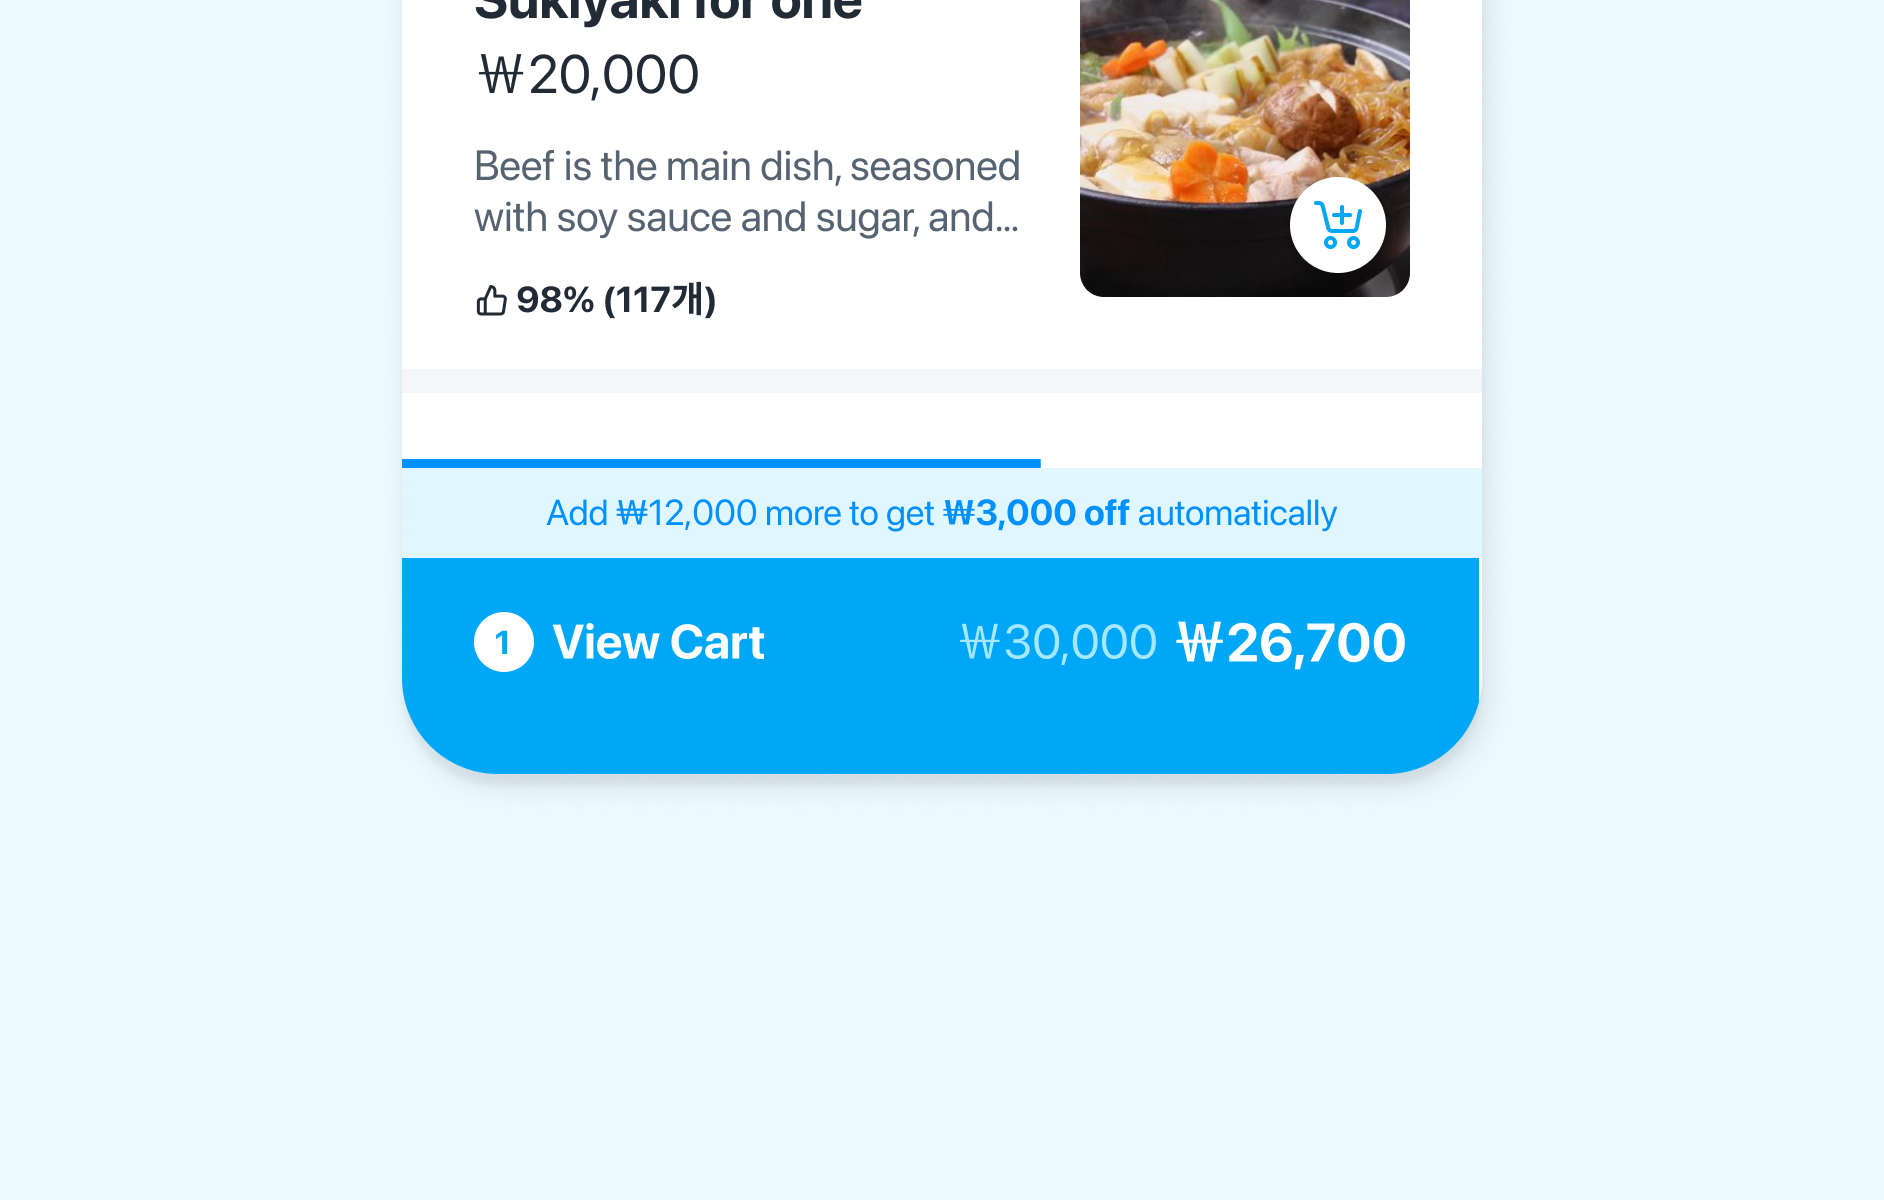 Sukiyaki for one
₩20,000
Beef is the main dish, seasoned
with soy sauce and sugar, and...
98% (117개)
Add ₩12,000 more to get ₩3,000 off automatically
1 View Cart ₩30,000 ₩26,700